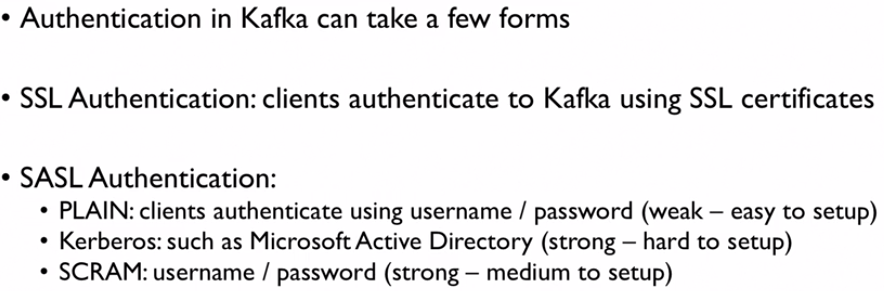 • Authentication in Kafka can take a few forms
• SSL Authentication: clients authenticate to Kafka using SSL certificates
• SASL Authentication:
• PLAIN: clients authenticate using username / password (weak – easy to setup)
• Kerberos: such as Microsoft Active Directory (strong – hard to setup)
• SCRAM: username / password (strong – medium to setup)